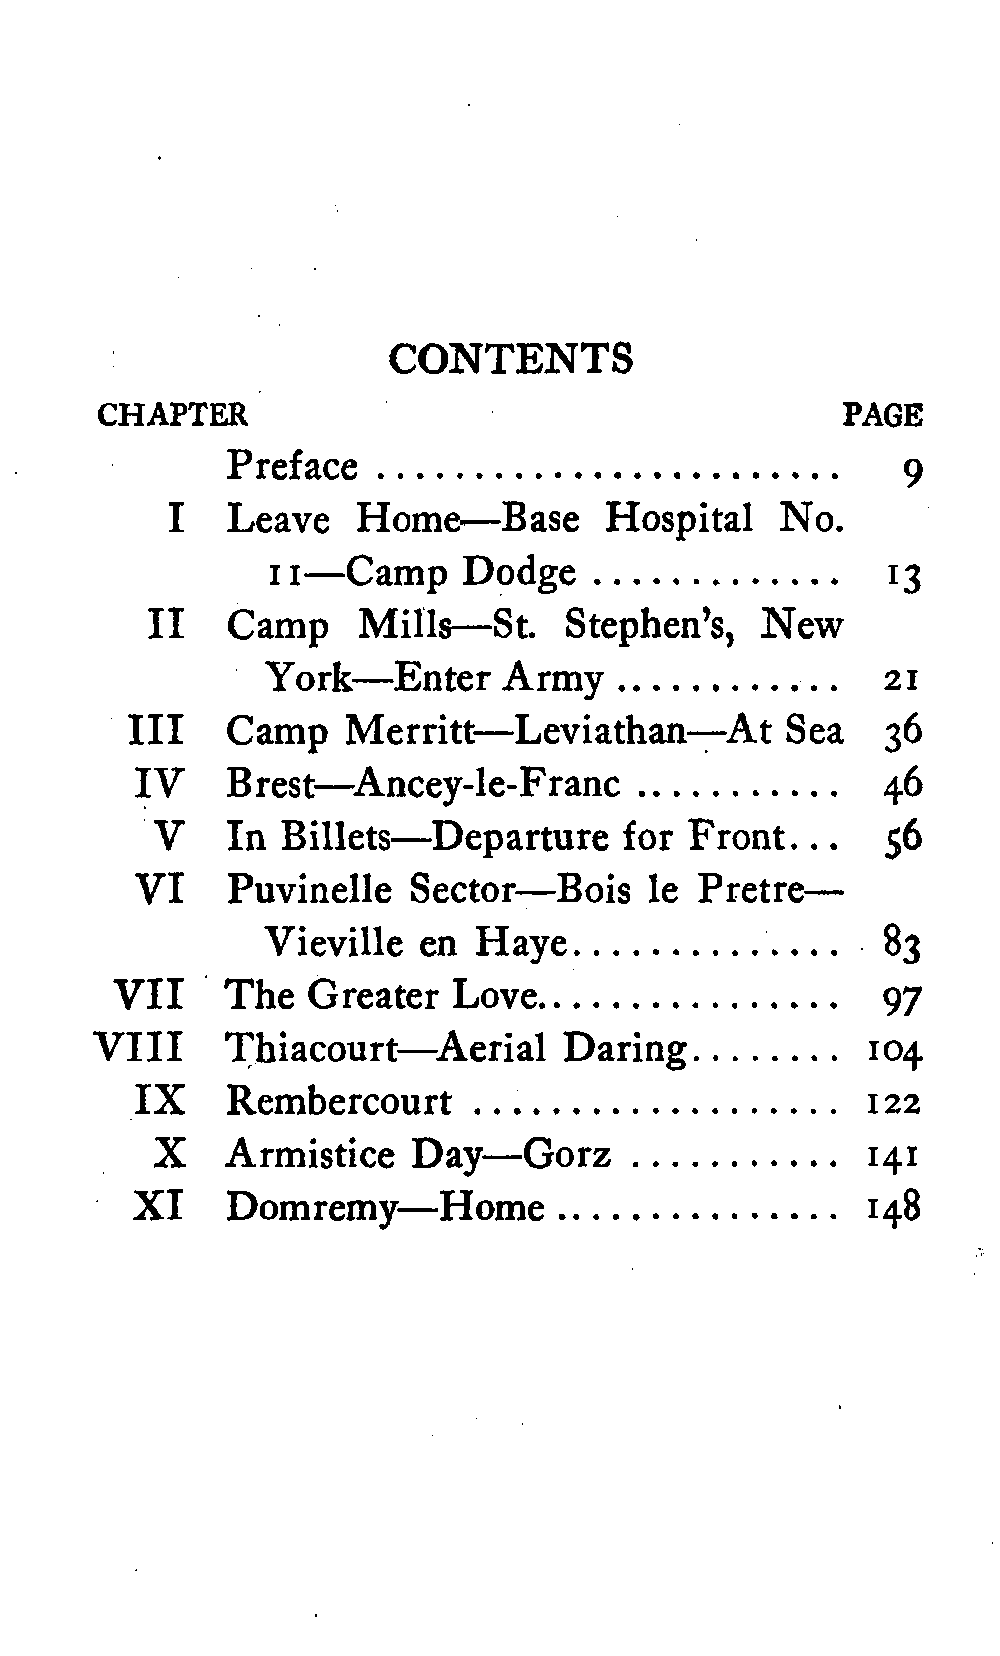 CONTENTS
CHAPTER PAGE
Preface ........................ 9
I Leave Home—Base Hospital No.
11—Camp Dodge ............. 13
II Camp Mills—St. Stephen's, New
York—Enter Army ............ 21
III Camp Merritt—Leviathan—At Sea 36
IV Brest—Ancey-le-Franc ........... 46
V In Billets—Departure for Front... 56
VI Puvinelle Sector—Bois le Pretre—
Vieville en Haye.............. 83
VII The Greater Love................ 97
VIII Thiacourt—Aerial Daring........ 104
IX Rembercourt ................... 122
X Armistice Day—Gorz ........... 141
XI Domremy—Home ............... 148